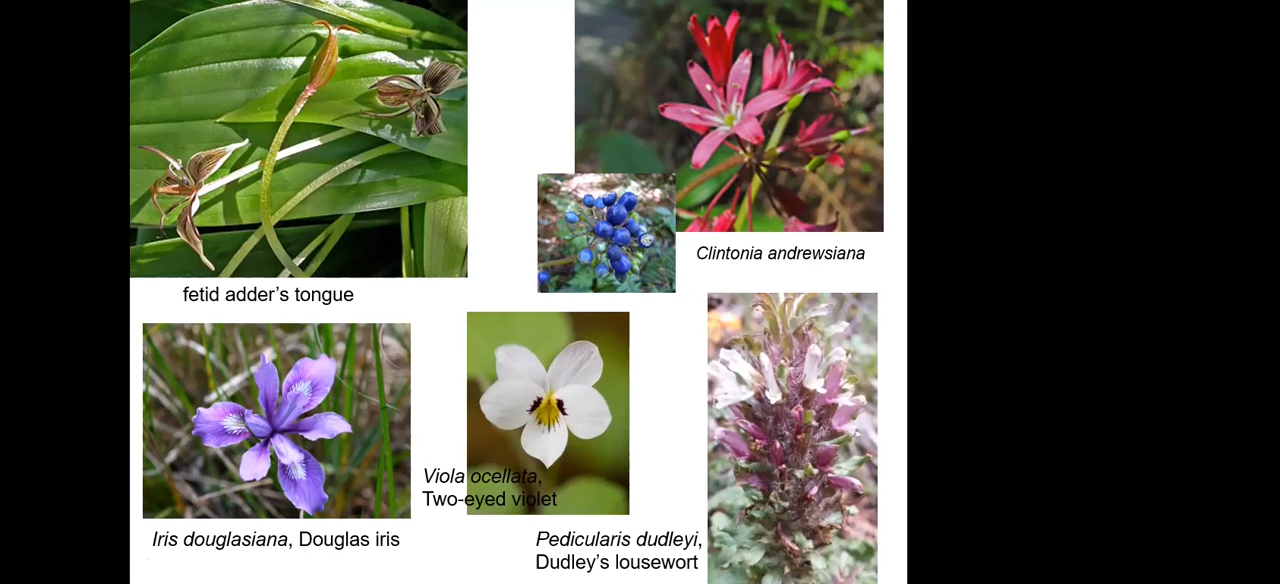 Clintonia andrewsiana
fetid adder’s tongue
Viola ocellata,
Two-eyed violet
Iris douglasiana, Douglas iris
Pedicularis dudleyi,
Dudley’s lousewort